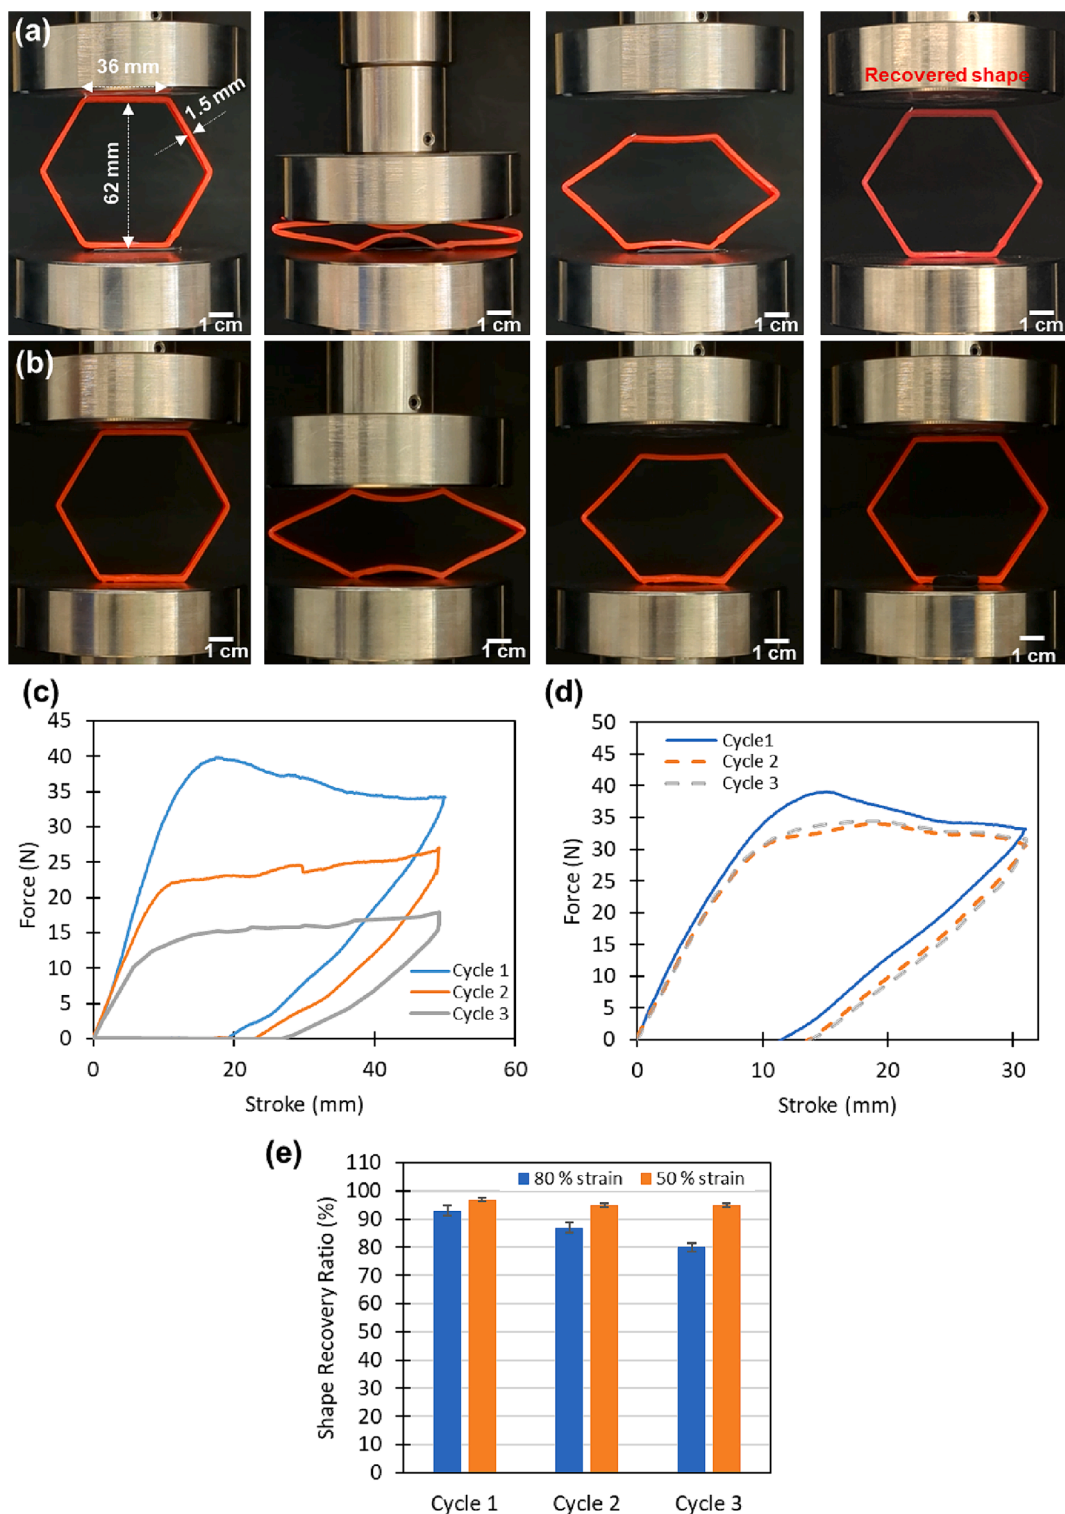 (a)
36 mm
1.5 mm
62 mm
Recovered shape
1 cm
1 cm
1 cm
1 cm
(b)
1 cm
1 cm
1 cm
1 cm
(c)
45
40
35
30
25
20
15
10
5
0
Force (N)
Cycle 1
Cycle 2
Cycle 3
0 20 40 60
Stroke (mm)
(d)
50
45
40
35
30
25
20
15
10
5
0
Force (N)
Cycle1
Cycle 2
Cycle 3
0 10 20 30
Stroke (mm)
(e)
110
100
90
80
70
60
50
40
30
20
10
0
Shape Recovery Ratio (%)
80 % strain 50 % strain
Cycle 1 Cycle 2 Cycle 3